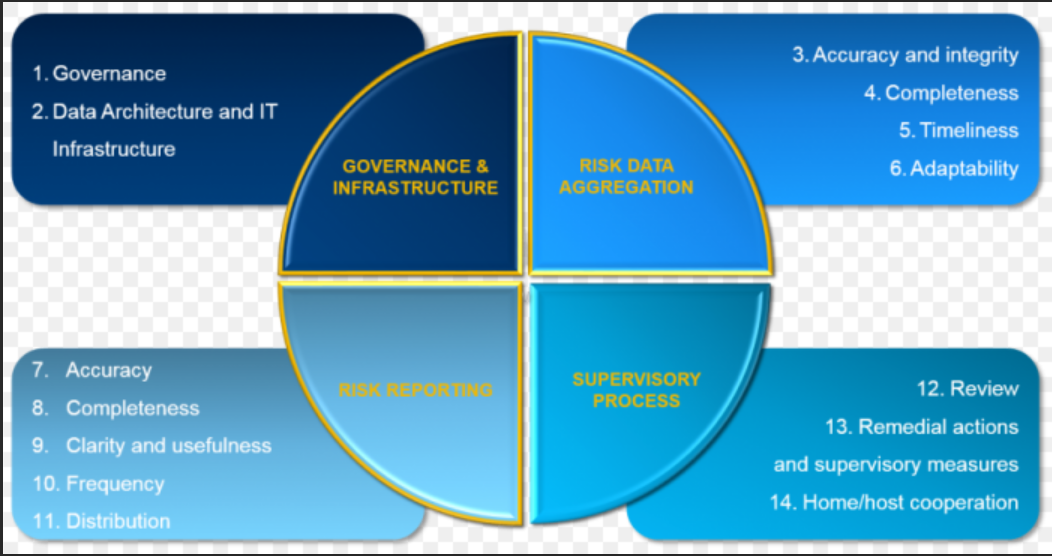 1. Governance
2. Data Architecture and IT
Infrastructure
GOVERNANCE &
INFRASTRUCTURE
RISK DATA
AGGREGATION
3. Accuracy and integrity
4. Completeness
5. Timeliness
6. Adaptability
7. Accuracy
8. Completeness
9. Clarity and usefulness
10. Frequency
11. Distribution
RISK REPORTING
SUPERVISORY
PROCESS
12. Review
13. Remedial actions
and supervisory measures
14. Home/host cooperation